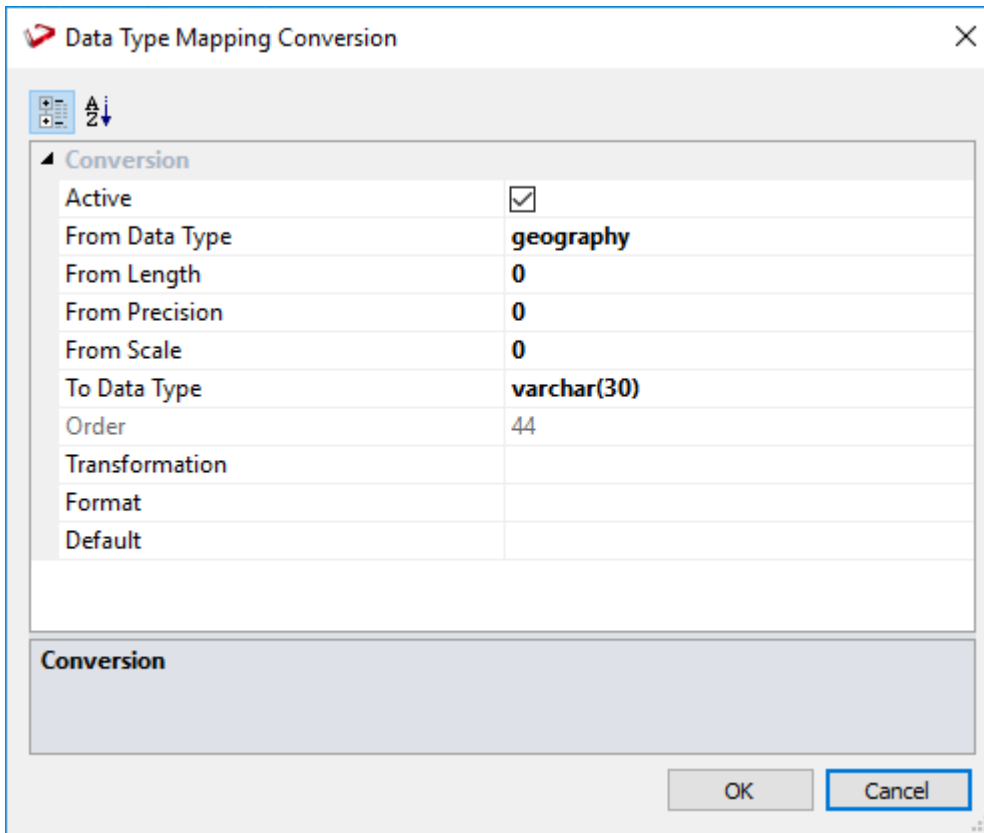 Data Type Mapping Conversion
Conversion
Active
From Data Type geography
From Length 0
From Precision 0
From Scale 0
To Data Type varchar(30)
Order 44
Transformation
Format
Default
Conversion
OK Cancel